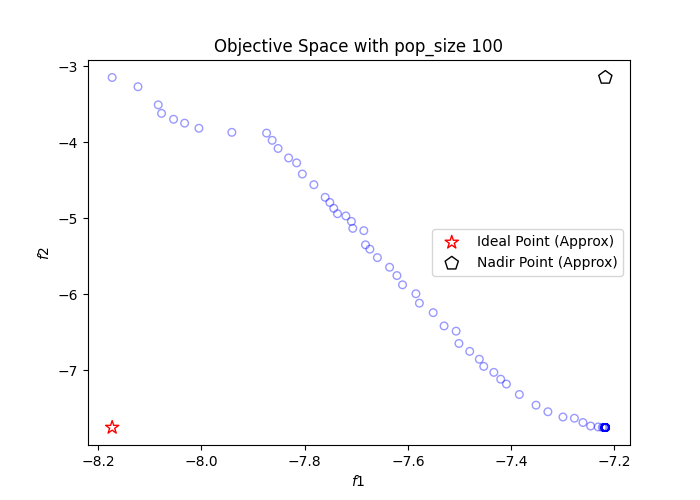 Objective Space with pop_size 100
−3
−4
−5
−6
−7
f2
Ideal Point (Approx)
Nadir Point (Approx)
−8.2
−8.0
−7.8
−7.6
−7.4
−7.2
f1